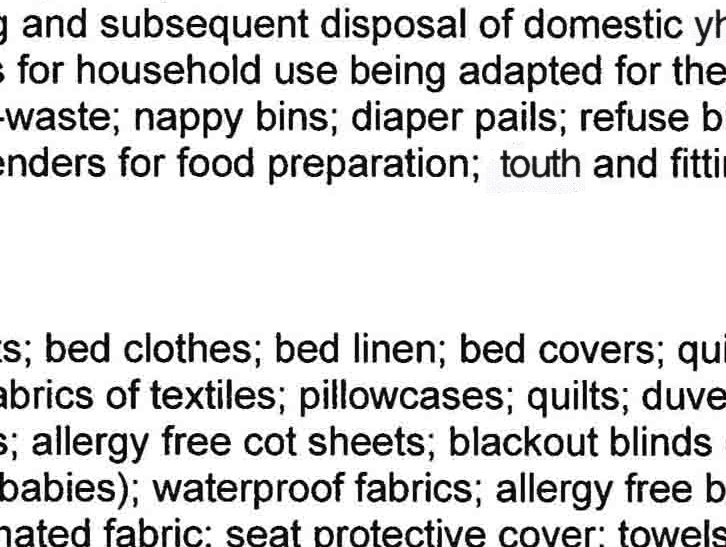 g and subsequent disposal of domestic yh
s for household use being adapted for the
-waste; nappy bins; diaper pails; refuse b
enders for food preparation; touth and fitti
ts; bed clothes; bed linen; bed covers; qui
abrics of textiles; pillowcases; quilts; duve
s; allergy free cot sheets; blackout blinds
babies); waterproof fabrics; allergy free b
nated fabric; seat protective cover; towels